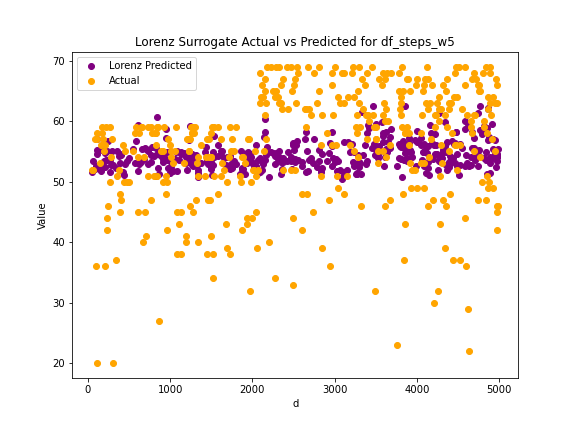 Lorenz Surrogate Actual vs Predicted for df_steps_w5
Lorenz Predicted
Actual
70
60
50
40
30
20
Value
0 1000 2000 3000 4000 5000
d